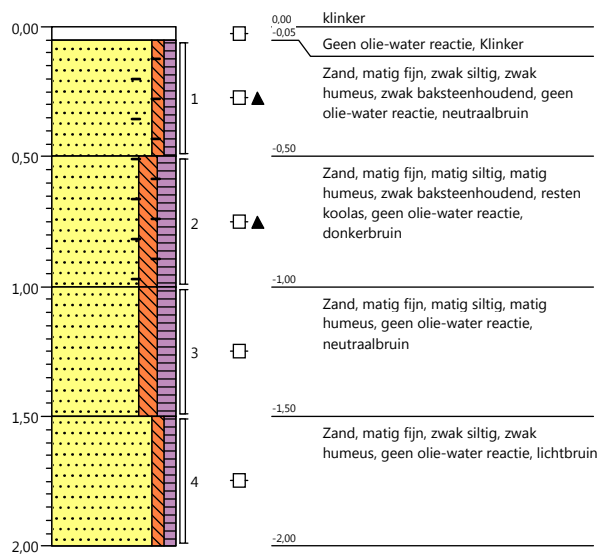 0,00
0,50
1,00
1,50
2,00
1
2
3
4
0,00
klinker
-0,05
Geen olie-water reactie, Klinker
Zand, matig fijn, zwak siltig, zwak
humeus, zwak baksteenhoudend, geen
olie-water reactie, neutraalbruin
-0,50
Zand, matig fijn, matig siltig, matig
humeus, zwak baksteenhoudend, resten
koolas, geen olie-water reactie,
donkerbruin
-1,00
Zand, matig fijn, matig siltig, matig
humeus, geen olie-water reactie,
neutraalbruin
-1,50
Zand, matig fijn, zwak siltig, zwak
humeus, geen olie-water reactie, lichtbruin
-2,00